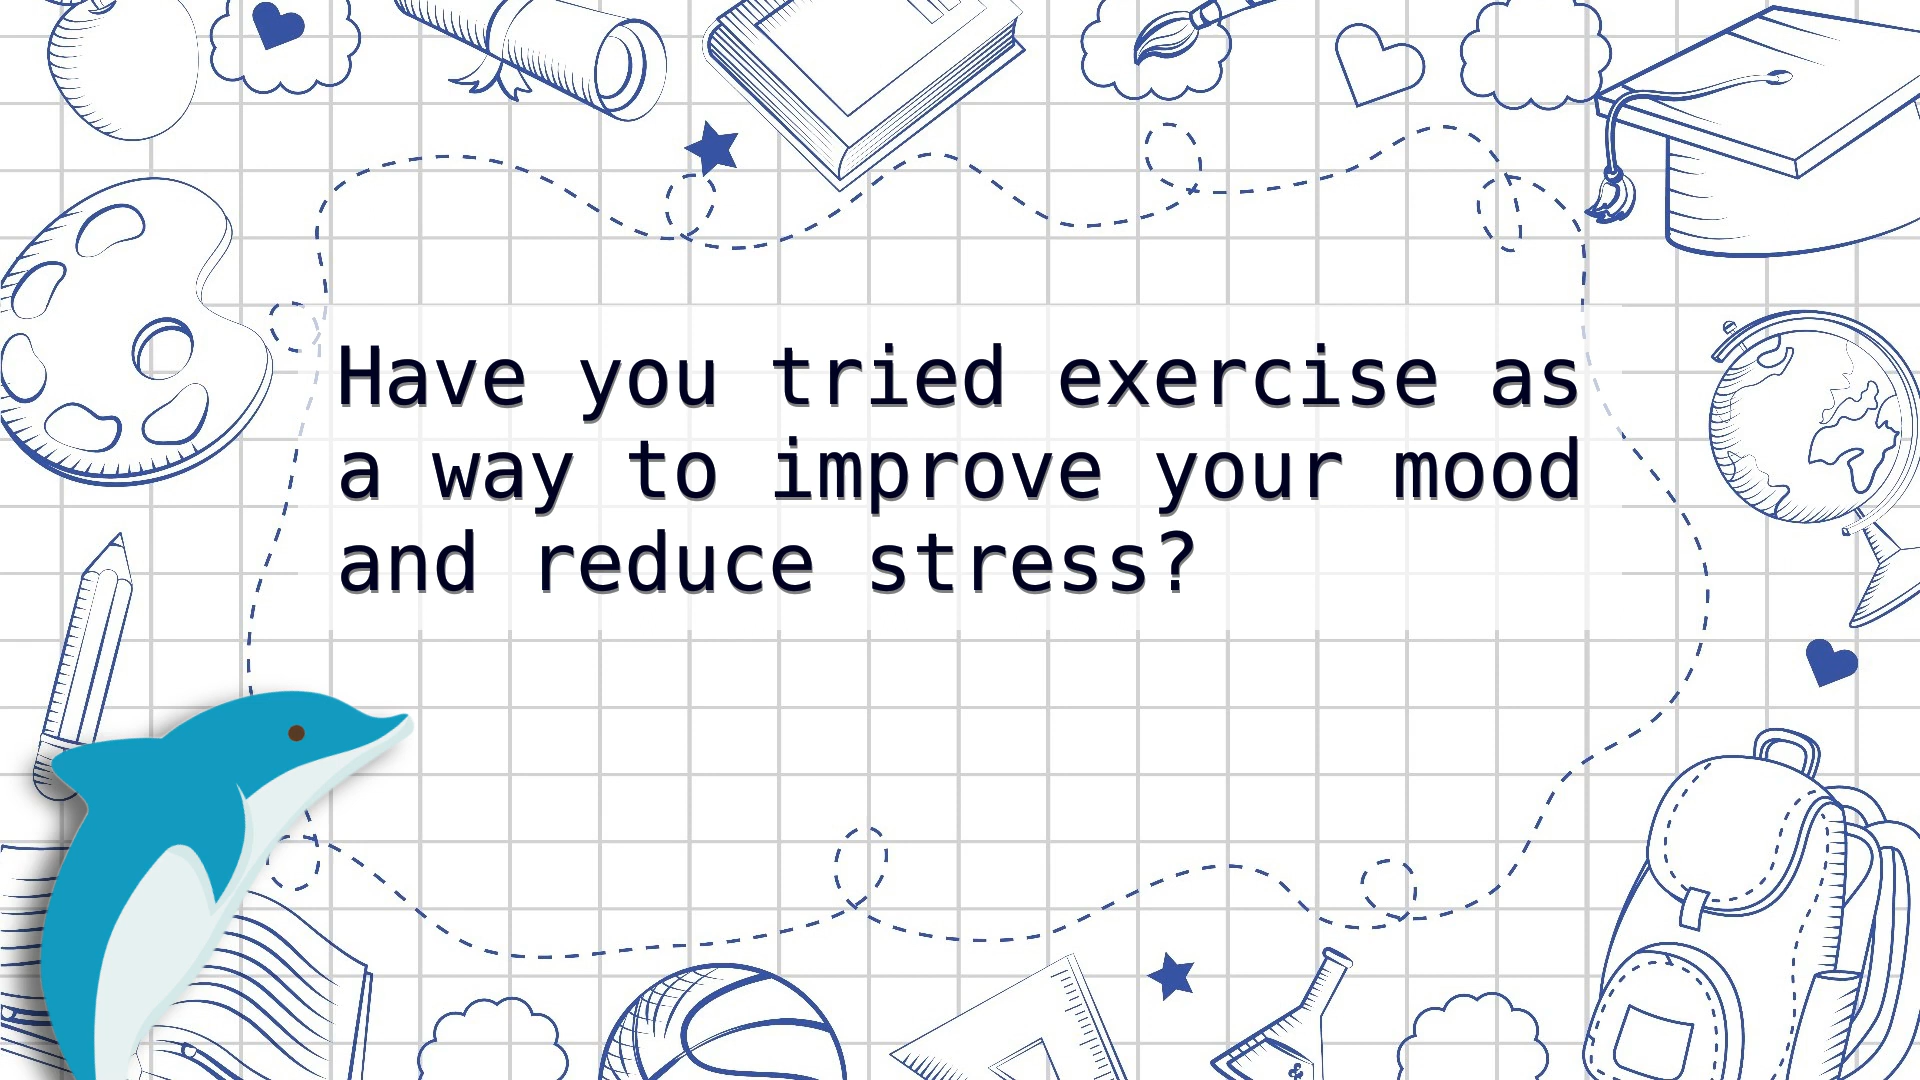 Have you tried exercise as
a way to improve your mood
and reduce stress?